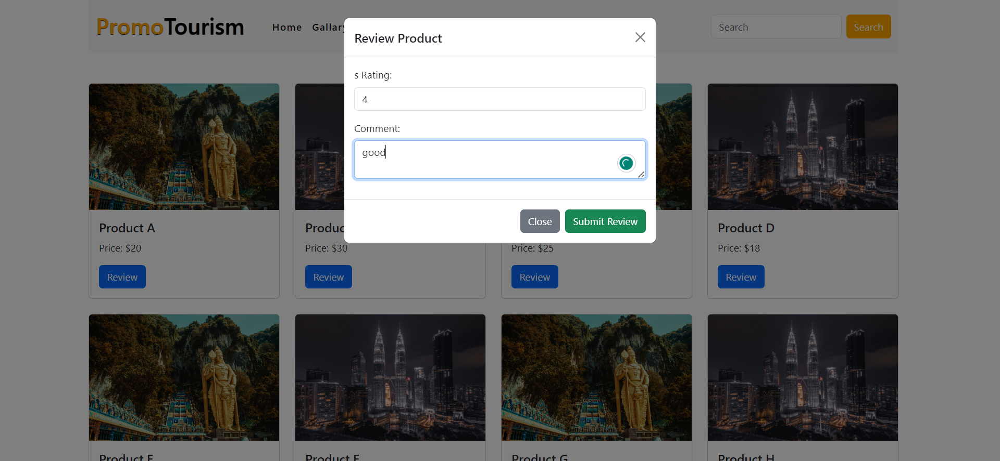 PromoTourism
Home Gallary
Search
Search
Review Product
s Rating:
4
Comment:
good
Close
Submit Review
Product A
Price: $20
Review
Produc
Price: $30
Review
Price: $25
Review
Product D
Price: $18
Review
Product
Product
Product G
Product H